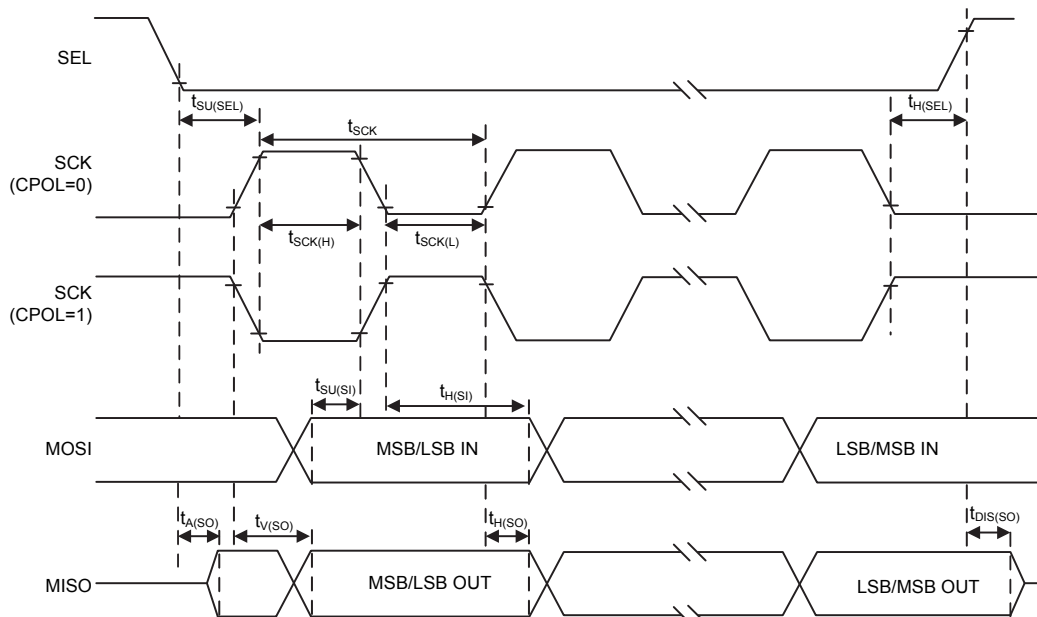 SEL
tSU(SEL)
tH(SEL)
tSCK
SCK
(CPOL=0)
tSCK(H)
tSCK(L)
SCK
(CPOL=1)
tSU(SI)
tH(SI)
MOSI
MSB/LSB IN
LSB/MSB IN
tA(SO)
tV(SO)
tH(SO)
tDIS(SO)
MISO
MSB/LSB OUT
LSB/MSB OUT